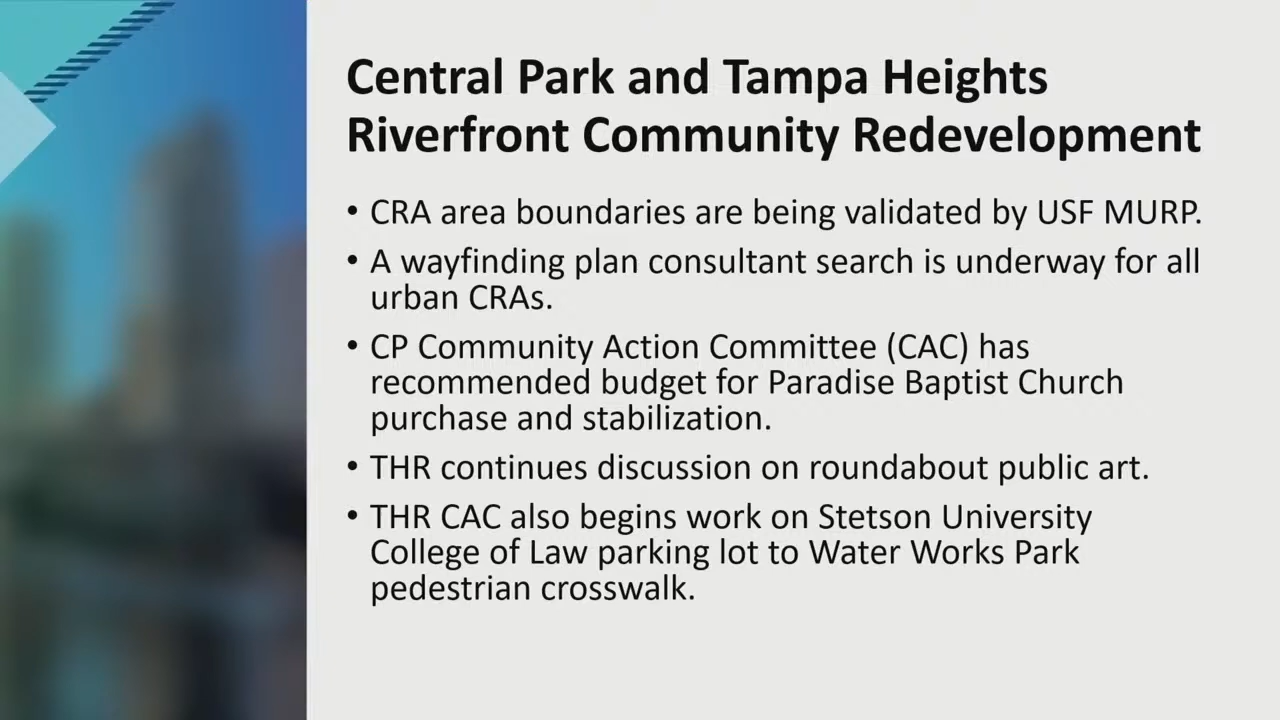 Central Park and Tampa Heights
Riverfront Community Redevelopment
• CRA area boundaries are being validated by USF MURP.
• A wayfinding plan consultant search is underway for all
urban CRAs.
• CP Community Action Committee (CAC) has
recommended budget for Paradise Baptist Church
purchase and stabilization.
• THR continues discussion on roundabout public art.
• THR CAC also begins work on Stetson University
College of Law parking lot to Water Works Park
pedestrian crosswalk.